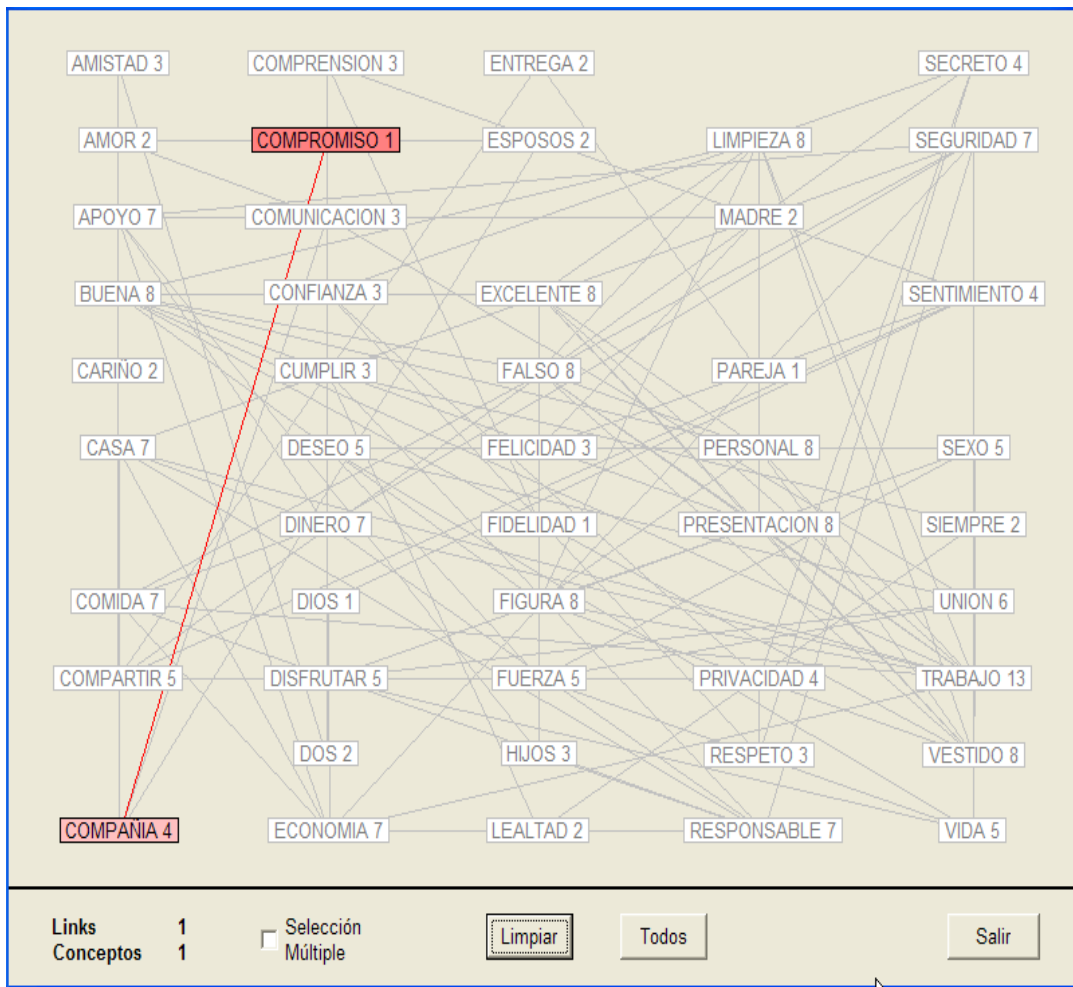 AMISTAD 3 COMPRENSION 3 ENTREGA 2 SECRETO 4
AMOR 2 COMPROMISO 1 ESPOSOS 2 LIMPIEZA 8 SEGURIDAD 7
APOYO 7 COMUNICACION 3 MADRE 2
BUENA 8 CONFIANZA 3 EXCELENTE 8 SENTIMIENTO 4
CARIÑO 2 CUMPLIR 3 FALSO 8 PAREJA 1
CASA 7 DESEO 5 FELICIDAD 3 PERSONAL 8 SEXO 5
DINERO 7 FIDELIDAD 1 PRESENTACION 8 SIEMPRE 2
COMIDA 7 DIOS 1 FIGURA 8 UNION 6
COMPARTIR 5 DISFRUTAR 5 FUERZA 5 PRIVACIDAD 4 TRABAJO 13
DOS 2 HIJOS 3 RESPETO 3 VESTIDO 8
COMPAÑIA 4 ECONOMIA 7 LEALTAD 2 RESPONSABLE 7 VIDA 5
Links 1
Conceptos 1
Selección
Múltiple
Limpiar
Todos
Salir